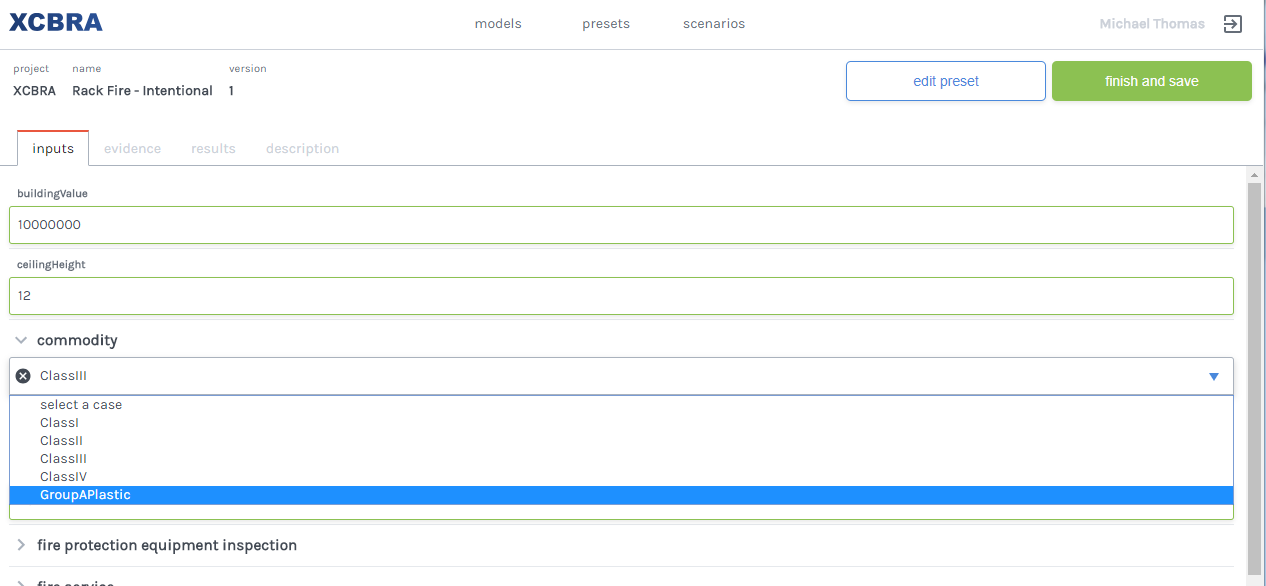 XCBRA
models presets scenarios
Michael Thomas
project name version
XCBRA Rack Fire - Intentional 1
edit preset finish and save
inputs evidence results description
buildingValue
10000000
ceilingHeight
12
commodity
ClassIII
select a case
ClassI
ClassII
ClassIII
ClassIV
GroupAPlastic
fire protection equipment inspection
fire service